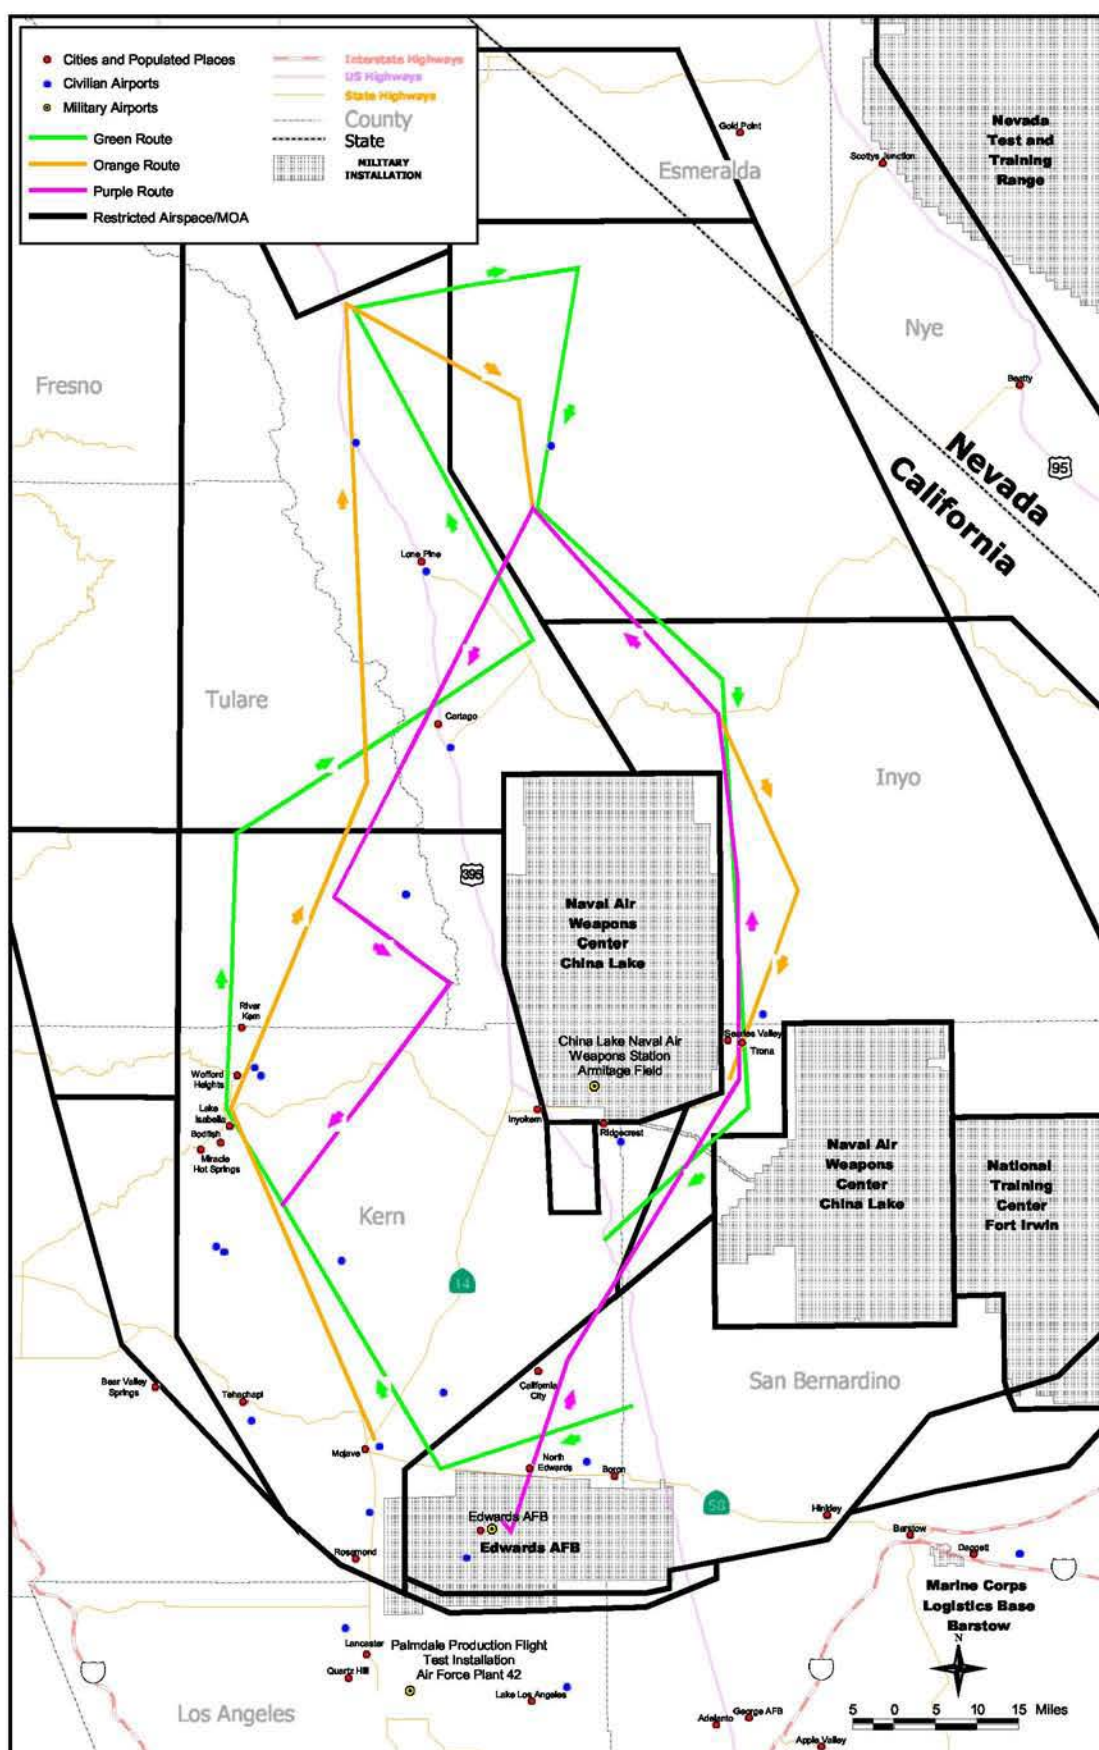 Cities and Populated Places
Civilian Airports
Military Airports
Green Route
Orange Route
Purple Route
Restricted Airspace/MOA
Interstate Highways
US Highways
State Highways
County
State
MILITARY
INSTALLATION
Gold Point
Esmeralda
Scottys Junction
Nevada
Test and
Training
Range
Nye
Fresno
Beatty
Nevada
California
95
Lone Pine
Tulare
Cartago
Inyo
395
Naval Air
Weapons
Center
China Lake
River
Kern
China Lake Naval Air
Weapons Station
Armitage Field
Searles Valley
Trona
Wofford
Heights
Lake
Isabella
Bodfish
Miracle
Hot Springs
Inyokern
Ridgecrest
Naval Air
Weapons
Center
China Lake
National
Training
Center
Fort Irwin
Kern
14
Bear Valley
Springs
Tehachapi
California
City
San Bernardino
Mojave
North
Edwards
Boron
58
Hinkley
Edwards AFB
Edwards AFB
Rosamond
Barstow
Daggett
Marine Corps
Logistics Base
Barstow
N
Lancaster
Quartz Hill
Palmdale Production Flight
Test Installation
Air Force Plant 42
Lake Los Angeles
Los Angeles
Adelanto
George AFB
Apple Valley
5 0 5 10 15 Miles